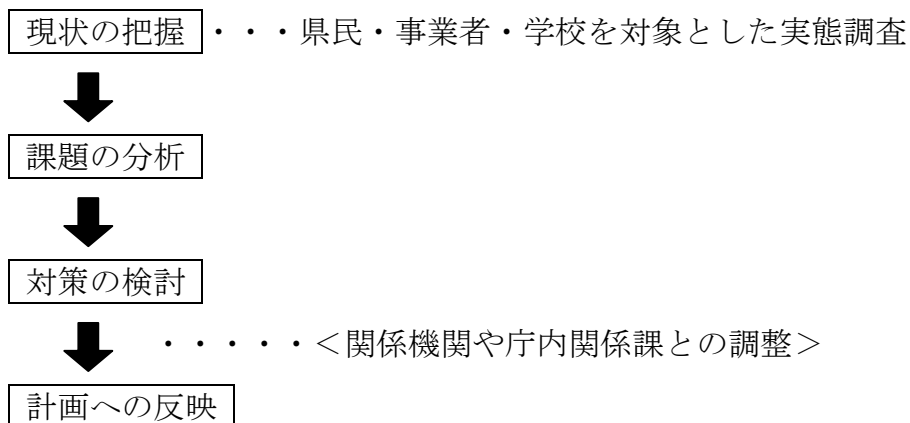 現状の把握・・・県民・事業者・学校を対象とした実態調査
課題の分析
対策の検討
・・・・・＜関係機関や庁内関係課との調整＞
計画への反映